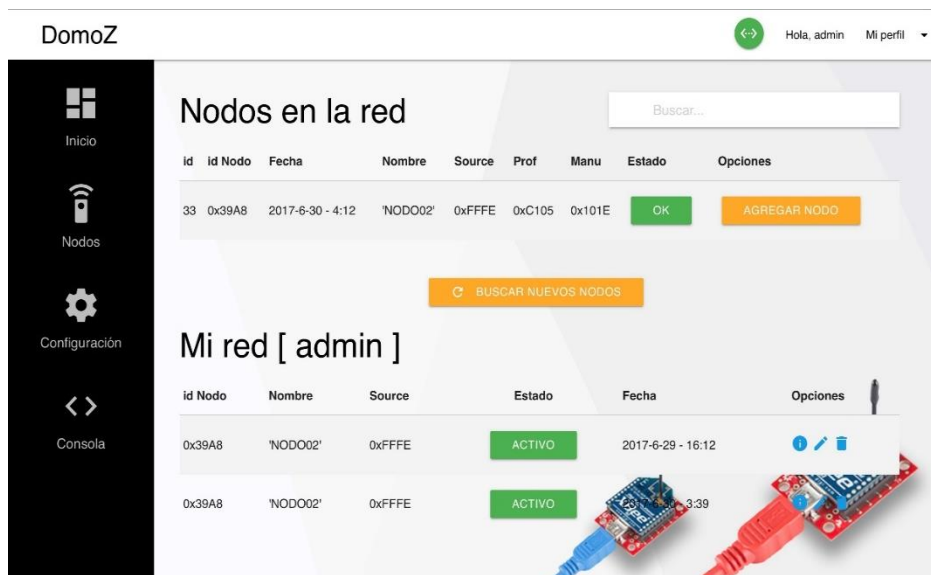 DomoZ
Hola, admin Mi perfil
Inicio
Nodos
Configuración
Consola
Nodos en la red
Buscar...
id id Nodo Fecha Nombre Source Prof Manu Estado Opciones
33 0x39A8 2017-6-30 - 4:12 'NODO02' 0xFFFE 0xC105 0x101E OK AGREGAR NODO
BUSCAR NUEVOS NODOS
Mi red [ admin ]
id Nodo Nombre Source Estado Fecha Opciones
0x39A8 'NODO02' 0xFFFE ACTIVO 2017-6-29 - 16:12
0x39A8 'NODO02' 0xFFFE ACTIVO 3:39